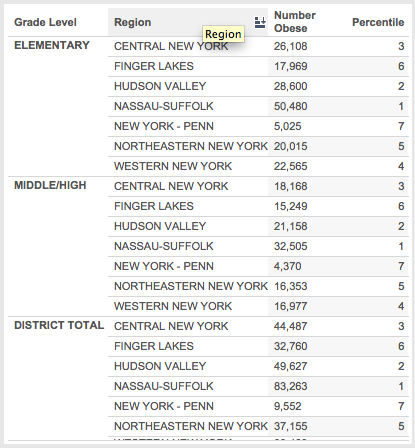 Grade Level Region Number Obese Percentile
Region
ELEMENTARY CENTRAL NEW YORK 26,108 3
FINGER LAKES 17,969 6
HUDSON VALLEY 28,600 2
NASSAU-SUFFOLK 50,480 1
NEW YORK - PENN 5,025 7
NORTHEASTERN NEW YORK 20,015 5
WESTERN NEW YORK 22,565 4
MIDDLE/HIGH CENTRAL NEW YORK 18,168 3
FINGER LAKES 15,249 6
HUDSON VALLEY 21,158 2
NASSAU-SUFFOLK 32,505 1
NEW YORK - PENN 4,370 7
NORTHEASTERN NEW YORK 16,353 5
WESTERN NEW YORK 16,977 4
DISTRICT TOTAL CENTRAL NEW YORK 44,487 3
FINGER LAKES 32,760 6
HUDSON VALLEY 49,627 2
NASSAU-SUFFOLK 83,263 1
NEW YORK - PENN 9,552 7
NORTHEASTERN NEW YORK 37,155 5